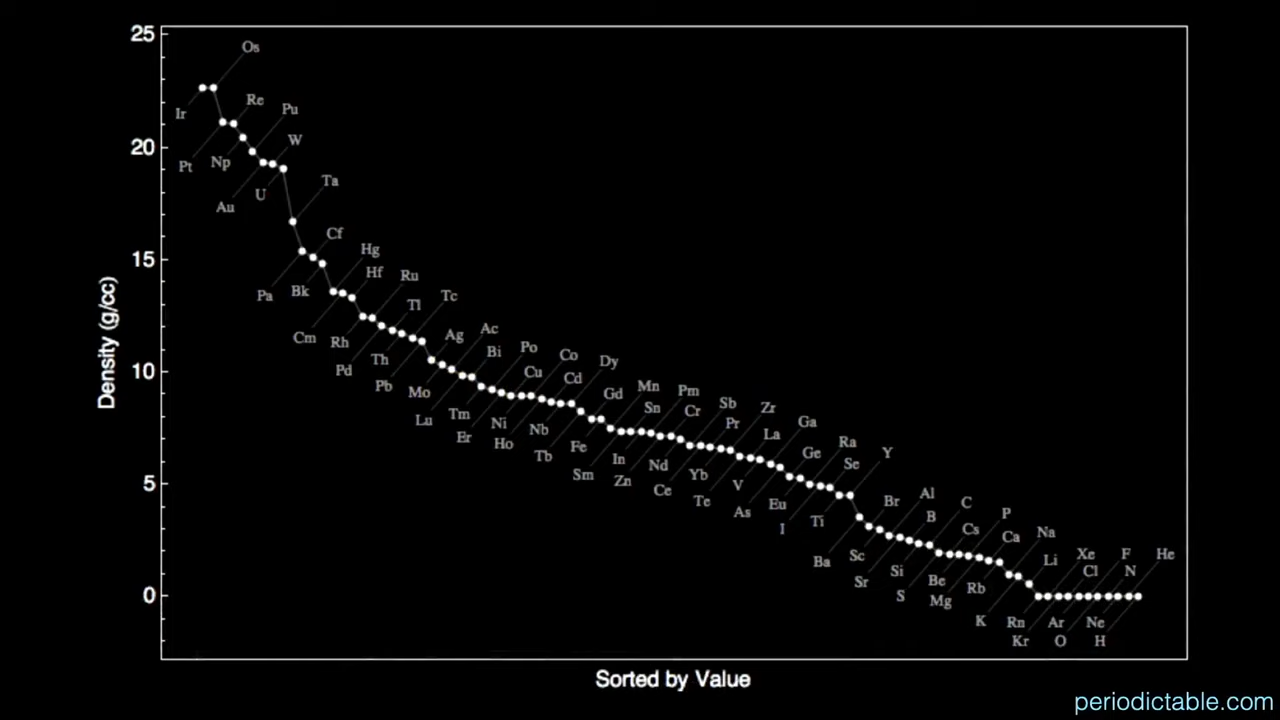 25
Os
Re
Ir
Pu
W
20
Pt
Np
Ta
U
Au
Cf
Hg
15
Hf
Ru
Pa
Bk
Tl
Tc
Cm
Rh
Ag
Ac
Th
Bi
Po
Co
Dy
10
Pd
Cu
Cd
Pb
Mo
Gd
Mn
Pm
Lu
Tm
Sn
Cr
Sb
Zr
Er
Ni
Ho
Nb
Pr
La
Ga
Tb
Fe
In
Nd
Ge
Ra
Y
Sm
Zn
Ce
Yb
Te
V
Se
5
As
Eu
I
Ti
Br
Al
C
P
Ba
Sc
Sr
B
Cs
Ca
Na
Si
S
Be
Mg
Rb
Li
Xe
F
He
Cl
N
0
K
Rn
Ar
Ne
Kr
O
H
Density (g/cc)
Sorted by Value
periodictable.com